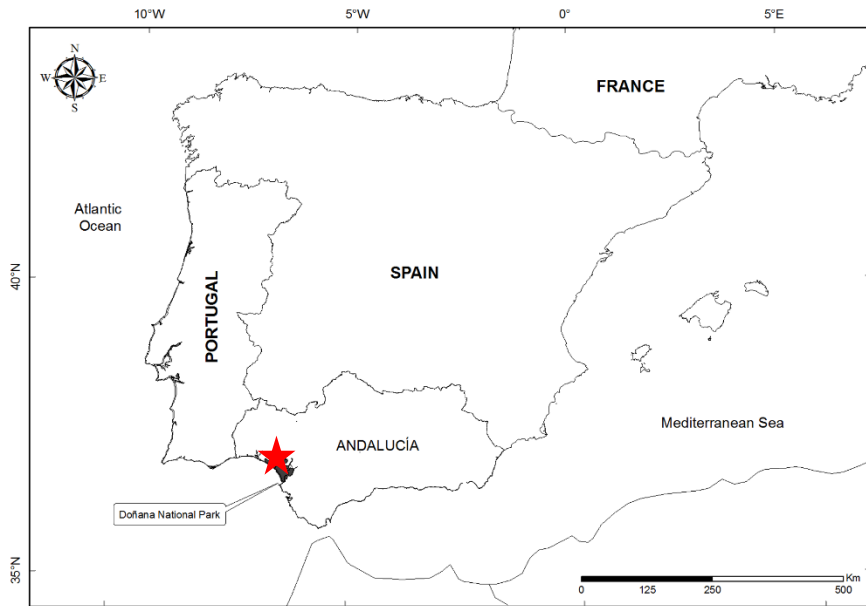 10°W
5°W
0°
5°E
N
W
E
S
FRANCE
Atlantic
Ocean
40°N
SPAIN
PORTUGAL
Mediterranean Sea
ANDALUCÍA
Doñana National Park
35°N
Km
0
125
250
500